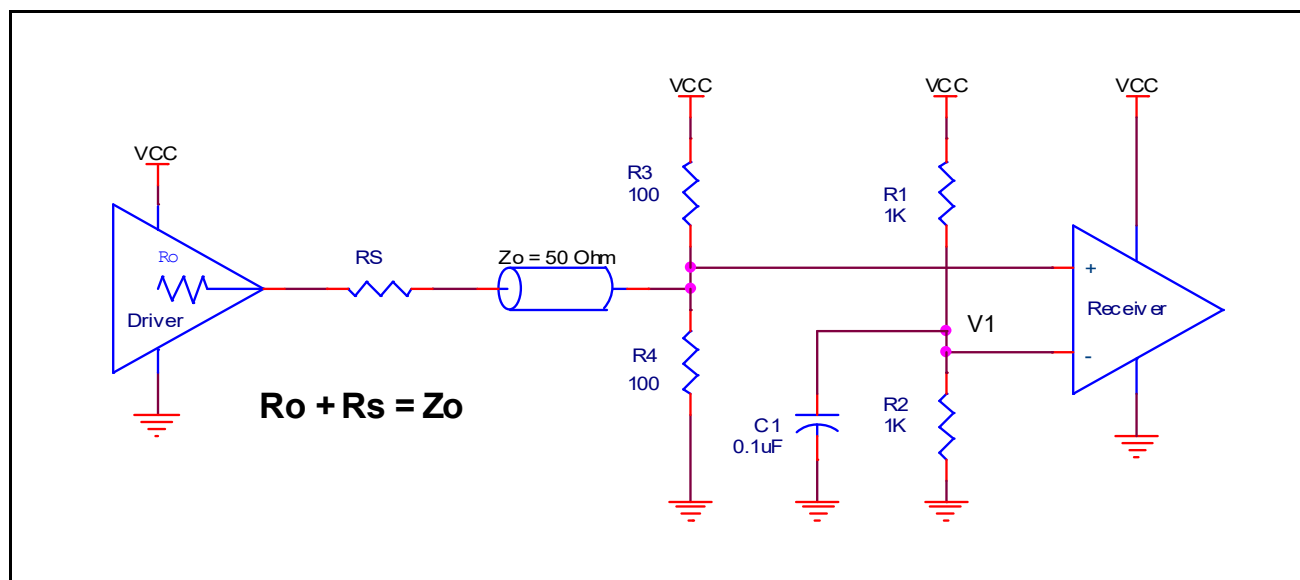 VCC
VCC
VCC
VCC
R3
100
R1
1K
Ro
RS
Zo = 50 Ohm
+
Driver
Receiver
V1
-
R4
100
Ro + Rs = Zo
C1
0.1uF
R2
1K